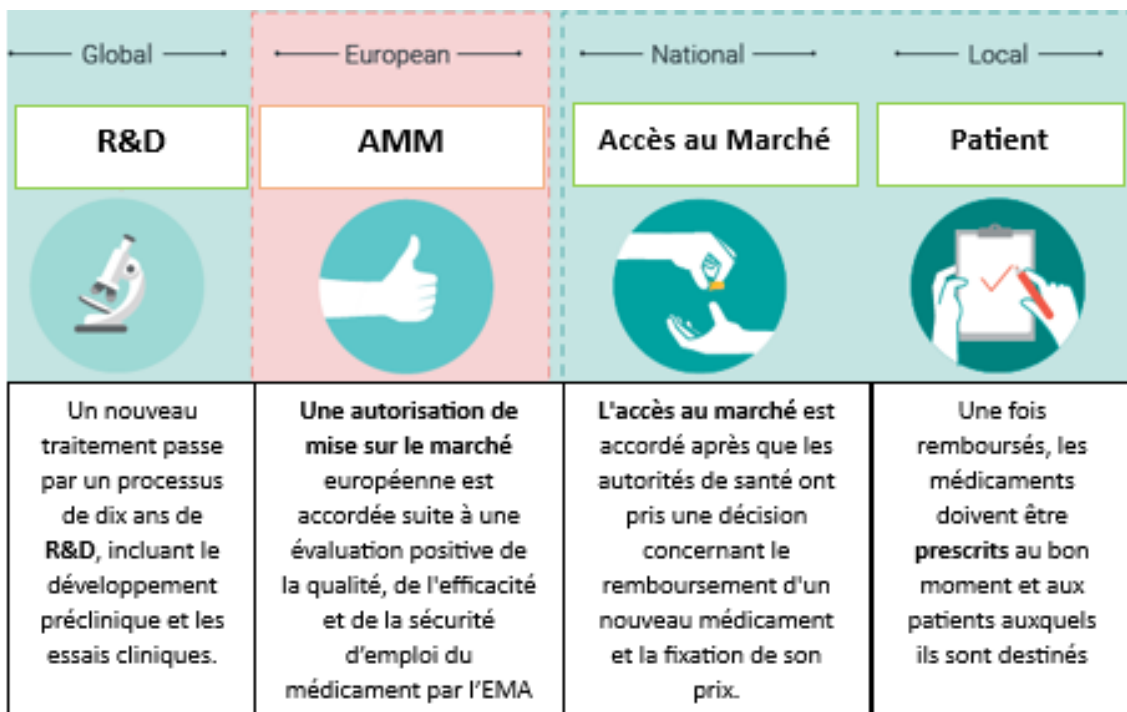 Global
European
National
Local
R&D
AMM
Accès au Marché
Patient
Un nouveau
traitement passe
par un processus
de dix ans de
R&D, incluant le
développement
préclinique et les
essais cliniques.
Une autorisation de
mise sur le marché
européenne est
accordée suite à une
évaluation positive de
la qualité, de l'efficacité
et de la sécurité
d’emploi du
médicament par l’EMA
L'accès au marché est
accordé après que les
autorités de santé ont
pris une décision
concernant le
remboursement d'un
nouveau médicament
et la fixation de son
prix.
Une fois
remboursés, les
médicaments
doivent être
prescrits au bon
moment et aux
patients auxquels
ils sont destinés